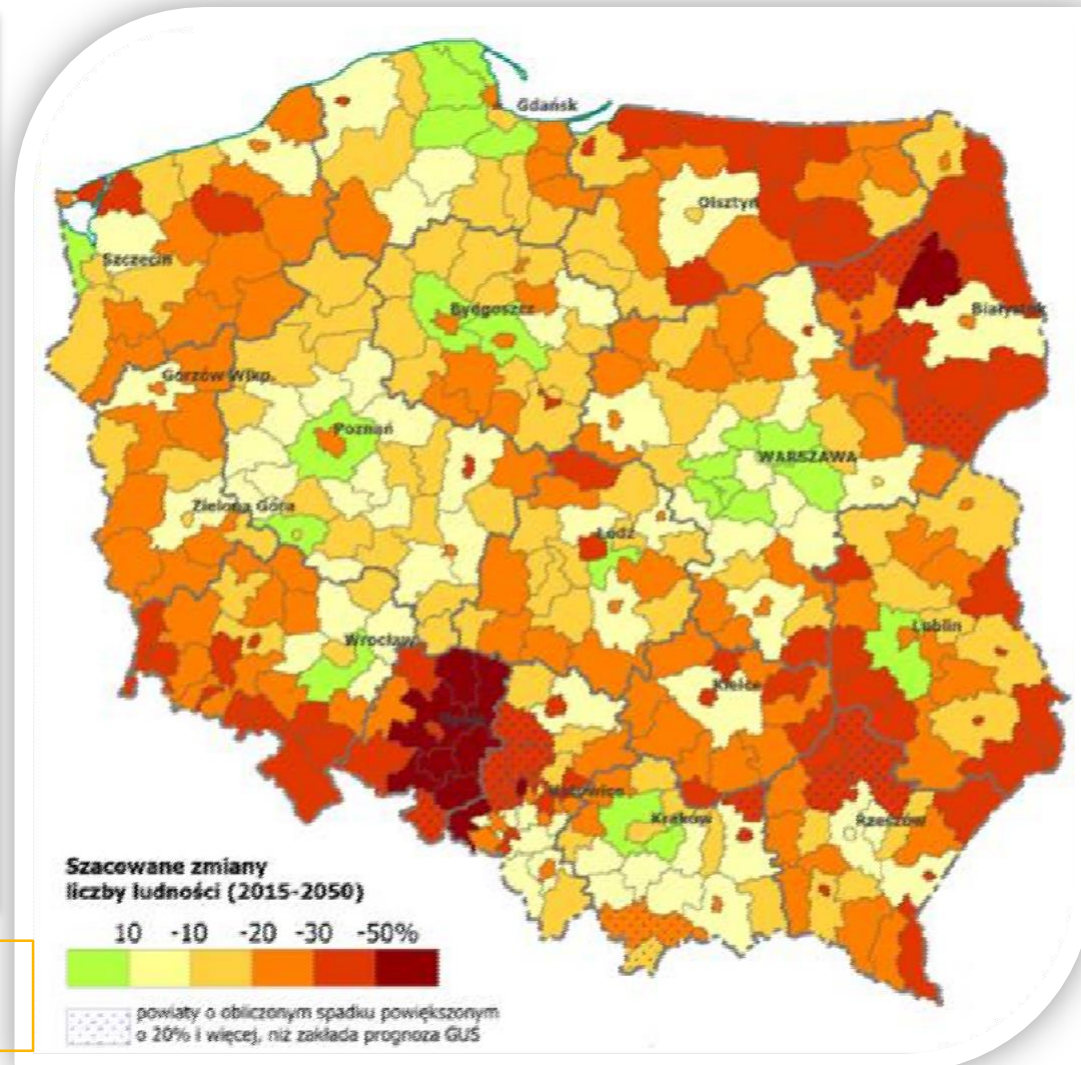 Gdańsk
Olsztyn
Szczecin
Bydgoszcz
Białystok
Gorzów Wlkp.
Poznań
WARSZAWA
Zielona Góra
Łódź
Lublin
Wrocław
Kielce
Opole
Katowice
Kraków
Rzeszów
Szacowane zmiany
liczby ludności (2015-2050)
10 -10 -20 -30 -50%
powiaty o obliczonym spadku powiększonym
o 20% i więcej, niż zakłada prognoza GUS